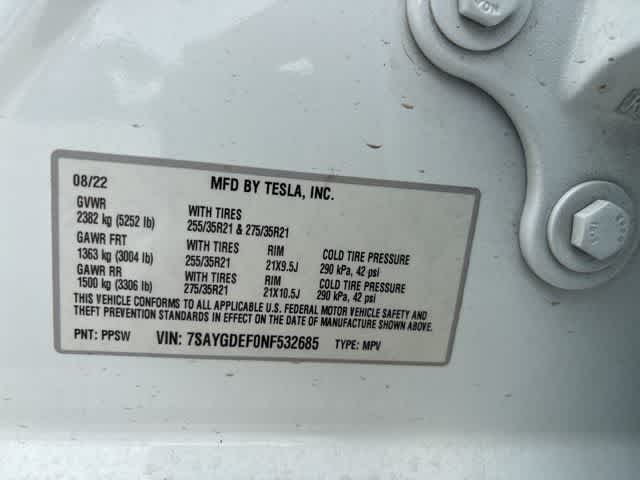 08/22 MFD BY TESLA, INC.
GVWR
2382 kg (5252 lb) WITH TIRES 255/35R21 & 275/35R21
GAWR FRT
1363 kg (3004 lb) WITH TIRES 255/35R21 RIM 21X9.5J COLD TIRE PRESSURE 290 kPa, 42 psi
GAWR RR
1500 kg (3306 lb) WITH TIRES 275/35R21 RIM 21X10.5J COLD TIRE PRESSURE 290 kPa, 42 psi
THIS VEHICLE CONFORMS TO ALL APPLICABLE U.S. FEDERAL MOTOR VEHICLE SAFETY AND
THEFT PREVENTION STANDARDS IN EFFECT ON THE DATE OF MANUFACTURE SHOWN ABOVE.
PNT: PPSW VIN: 7SAYGDEF0NF532685 TYPE: MPV